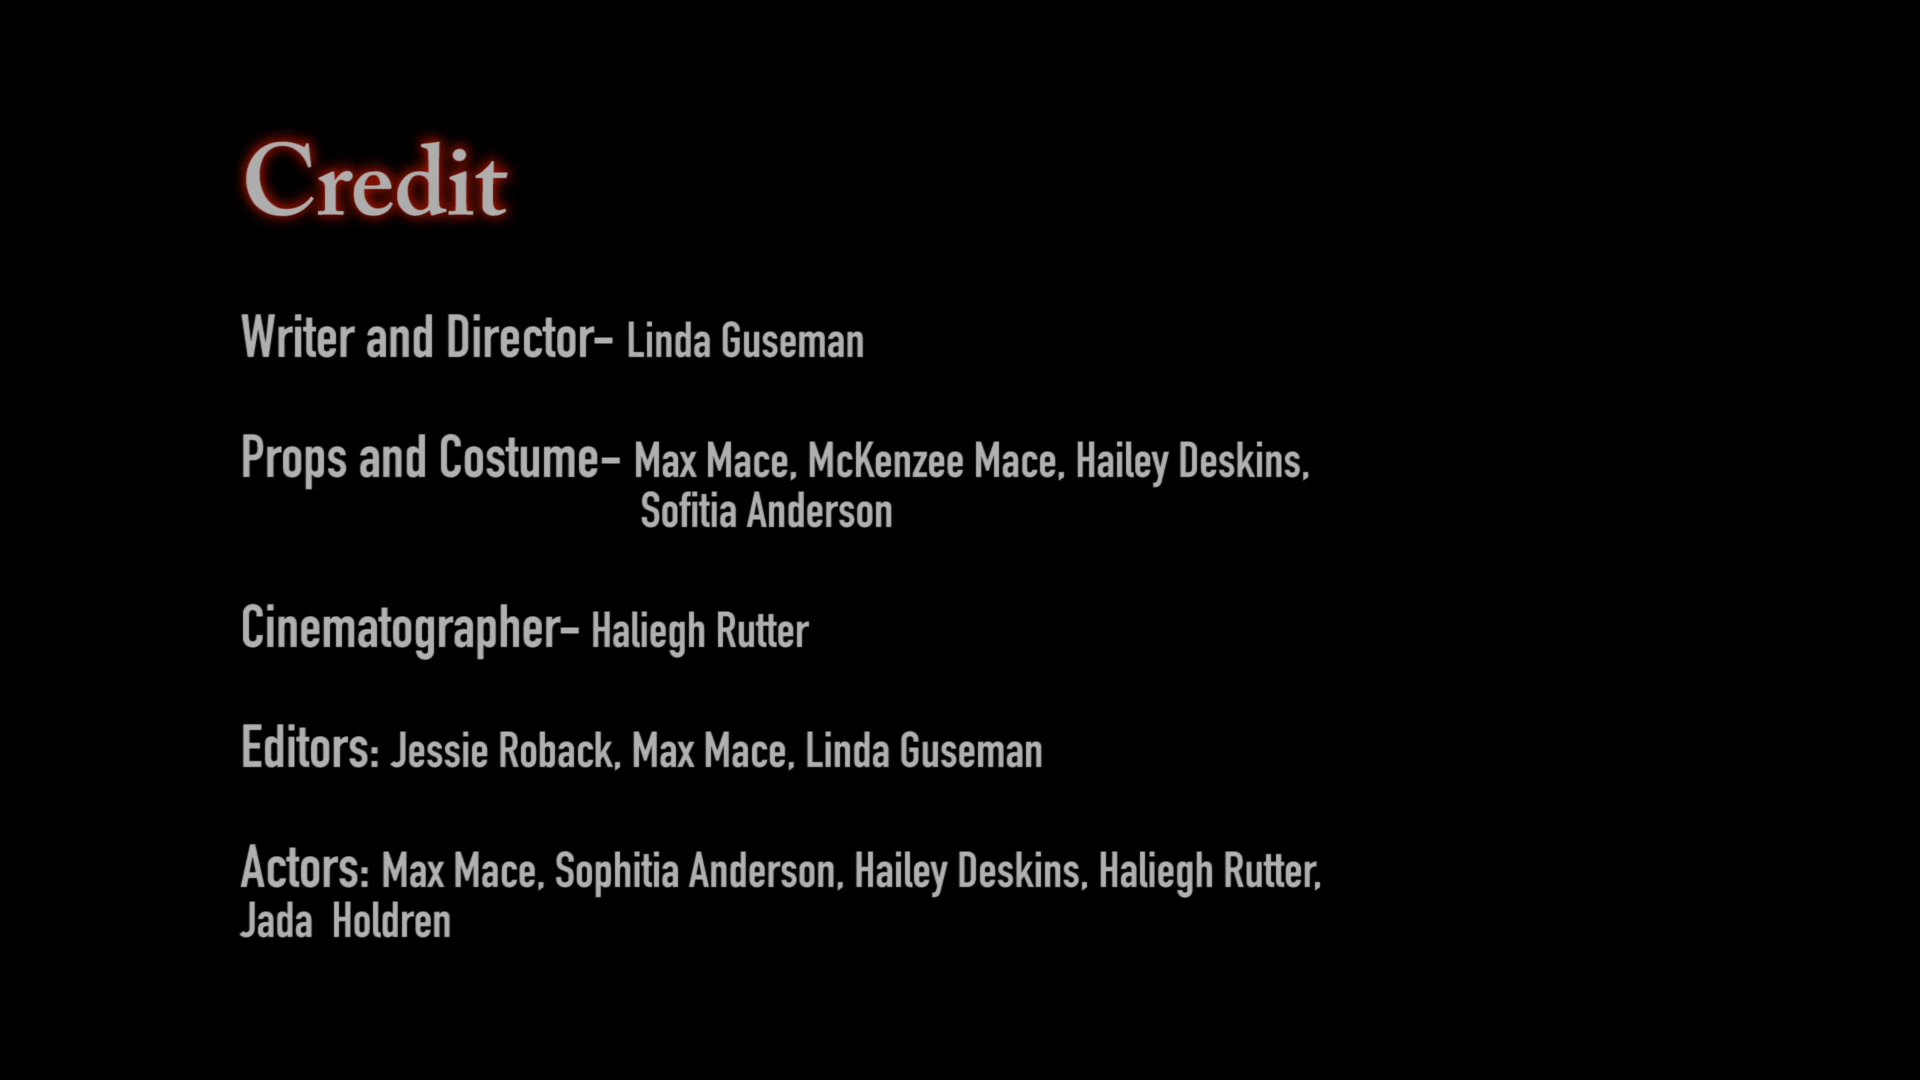 Credit
Writer and Director- Linda Guseman
Props and Costume- Max Mace, McKenzee Mace, Hailey Deskins,
Sofitia Anderson
Cinematographer- Haliegh Rutter
Editors: Jessie Roback, Max Mace, Linda Guseman
Actors: Max Mace, Sophitia Anderson, Hailey Deskins, Haliegh Rutter,
Jada  Holdren